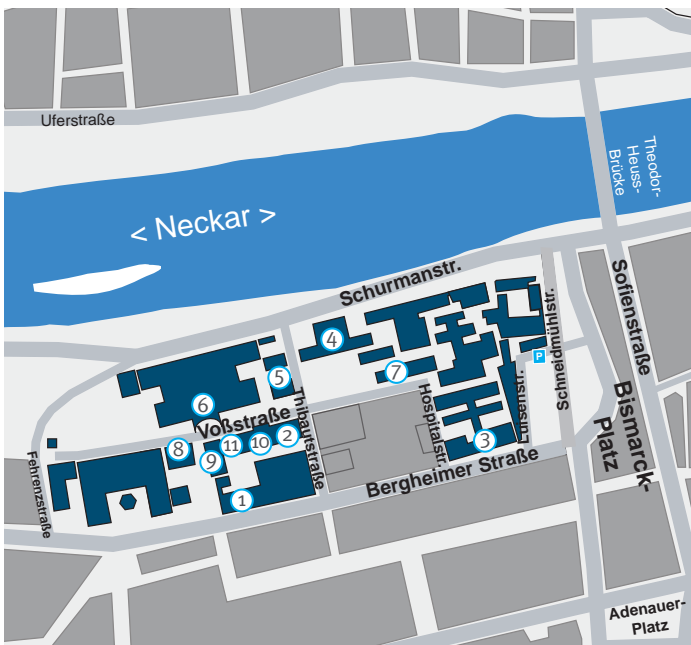 Uferstraße
Theodor-
Heuss-
Brücke
< Neckar >
Schurmanstr.
Sofienstraße
4
Schneidmühlstr.
P
5
7
6
Thibautstraße
Voßstraße
Hospitalstr.
Luisenstr.
Bismarck-
Platz
8
11
10
2
9
3
Fehrenzstraße
Bergheimer Straße
1
Adenauer-
Platz